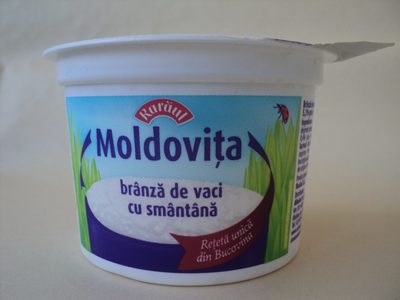 Rarăul
Moldovița
brânză de vaci
cu smântână
Rețetă unică
din Bucovina